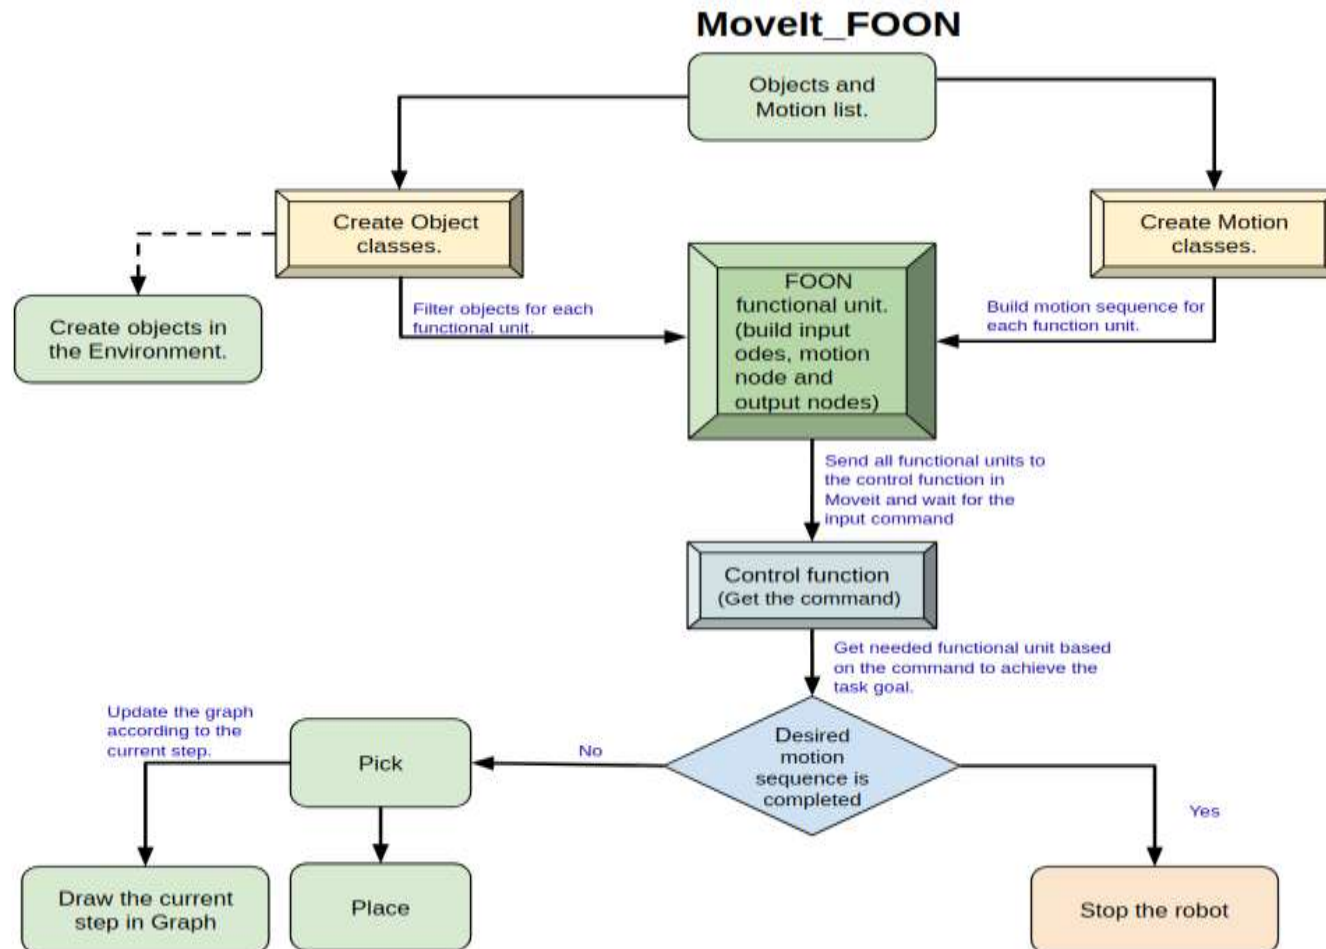 MoveIt_FOON
Objects and
Motion list.
Create Object
classes.
Create Motion
classes.
Create objects in
the Environment.
Filter objects for each
functional unit.
FOON
functional unit.
(build input
odes, motion
node and
output nodes)
Build motion sequence for
each function unit.
Send all functional units to
the control function in
Moveit and wait for the
input command
Control function
(Get the command)
Get needed functional unit based
on the command to achieve the
task goal.
Desired
motion
sequence is
completed
No
Yes
Update the graph
according to the
current step.
Pick
Draw the current
step in Graph
Place
Stop the robot